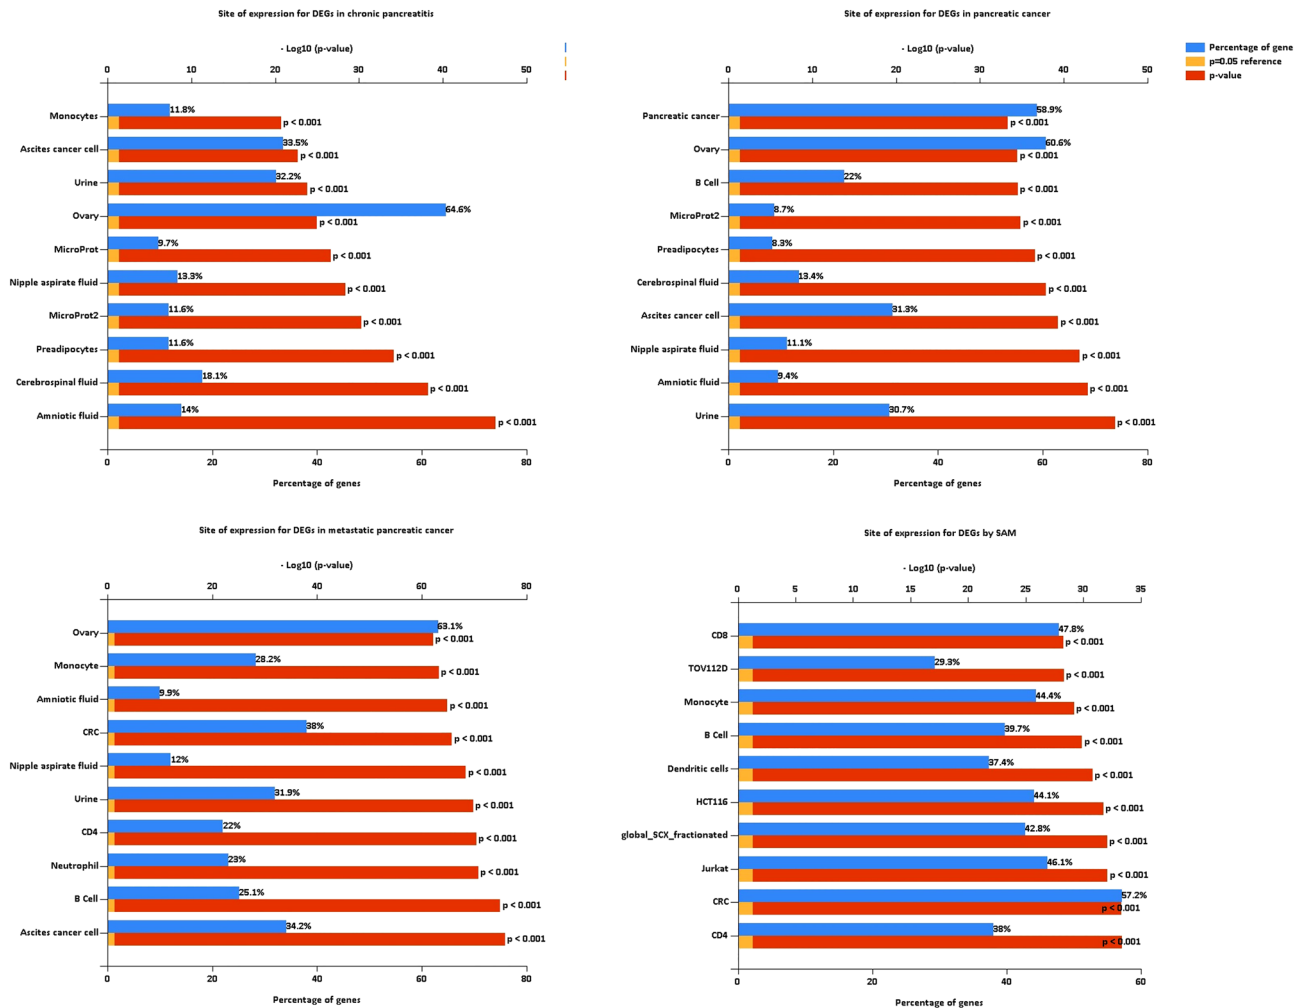 Site of expression for DEGs in chronic pancreatitis
- Log10 (p-value)
0 10 20 30 40 50
Monocytes 11.8%
p < 0.001
Ascites cancer cell 33.5%
p < 0.001
Urine 32.2%
p < 0.001
Ovary 64.6%
p < 0.001
MicroProt 9.7%
p < 0.001
Nipple aspirate fluid 13.3%
p < 0.001
MicroProt2 11.6%
p < 0.001
Preadipocytes 11.6%
p < 0.001
Cerebrospinal fluid 18.1%
p < 0.001
Amniotic fluid 14%
p < 0.001
0 20 40 60 80
Percentage of genes
Site of expression for DEGs in pancreatic cancer
- Log10 (p-value)
0 10 20 30 40 50
Percentage of gene
p=0.05 reference
p-value
Pancreatic cancer 58.9%
p < 0.001
Ovary 60.6%
p < 0.001
B Cell 22%
p < 0.001
MicroProt2 8.7%
p < 0.001
Preadipocytes 8.3%
p < 0.001
Cerebrospinal fluid 13.4%
p < 0.001
Ascites cancer cell 31.3%
p < 0.001
Nipple aspirate fluid 11.1%
p < 0.001
Amniotic fluid 9.4%
p < 0.001
Urine 30.7%
p < 0.001
0 20 40 60 80
Percentage of genes
Site of expression for DEGs in metastatic pancreatic cancer
- Log10 (p-value)
0 20 40 60 80
Ovary 63.1%
p < 0.001
Monocyte 28.2%
p < 0.001
Amniotic fluid 9.9%
p < 0.001
CRC 38%
p < 0.001
Nipple aspirate fluid 12%
p < 0.001
Urine 31.9%
p < 0.001
CD4 22%
p < 0.001
Neutrophil 23%
p < 0.001
B Cell 25.1%
p < 0.001
Ascites cancer cell 34.2%
p < 0.001
0 20 40 60 80
Percentage of genes
Site of expression for DEGs by SAM
- Log10 (p-value)
0 5 10 15 20 25 30 35
CD8 47.8%
p < 0.001
TOV112D 29.3%
p < 0.001
Monocyte 44.4%
p < 0.001
B Cell 39.7%
p < 0.001
Dendritic cells 37.4%
p < 0.001
HCT116 44.1%
p < 0.001
global_SCX_fractionated 42.8%
p < 0.001
Jurkat 46.1%
p < 0.001
CRC 57.2%
p < 0.001
CD4 38%
p < 0.001
0 20 40 60
Percentage of genes